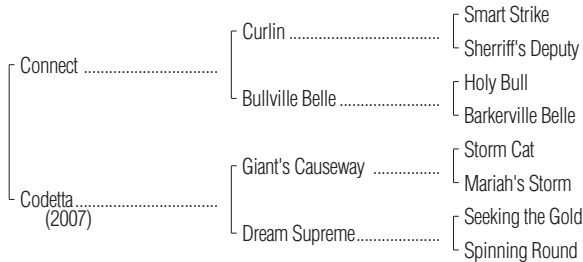 Smart Strike
Curlin ................................................
Sherriff's Deputy
Connect ....................................
Holy Bull
Bullville Belle ...........................
Barkerville Belle
Storm Cat
Giant's Causeway ..................
Mariah's Storm
Codetta.......................................
(2007)
Seeking the Gold
Dream Supreme......................
Spinning Round